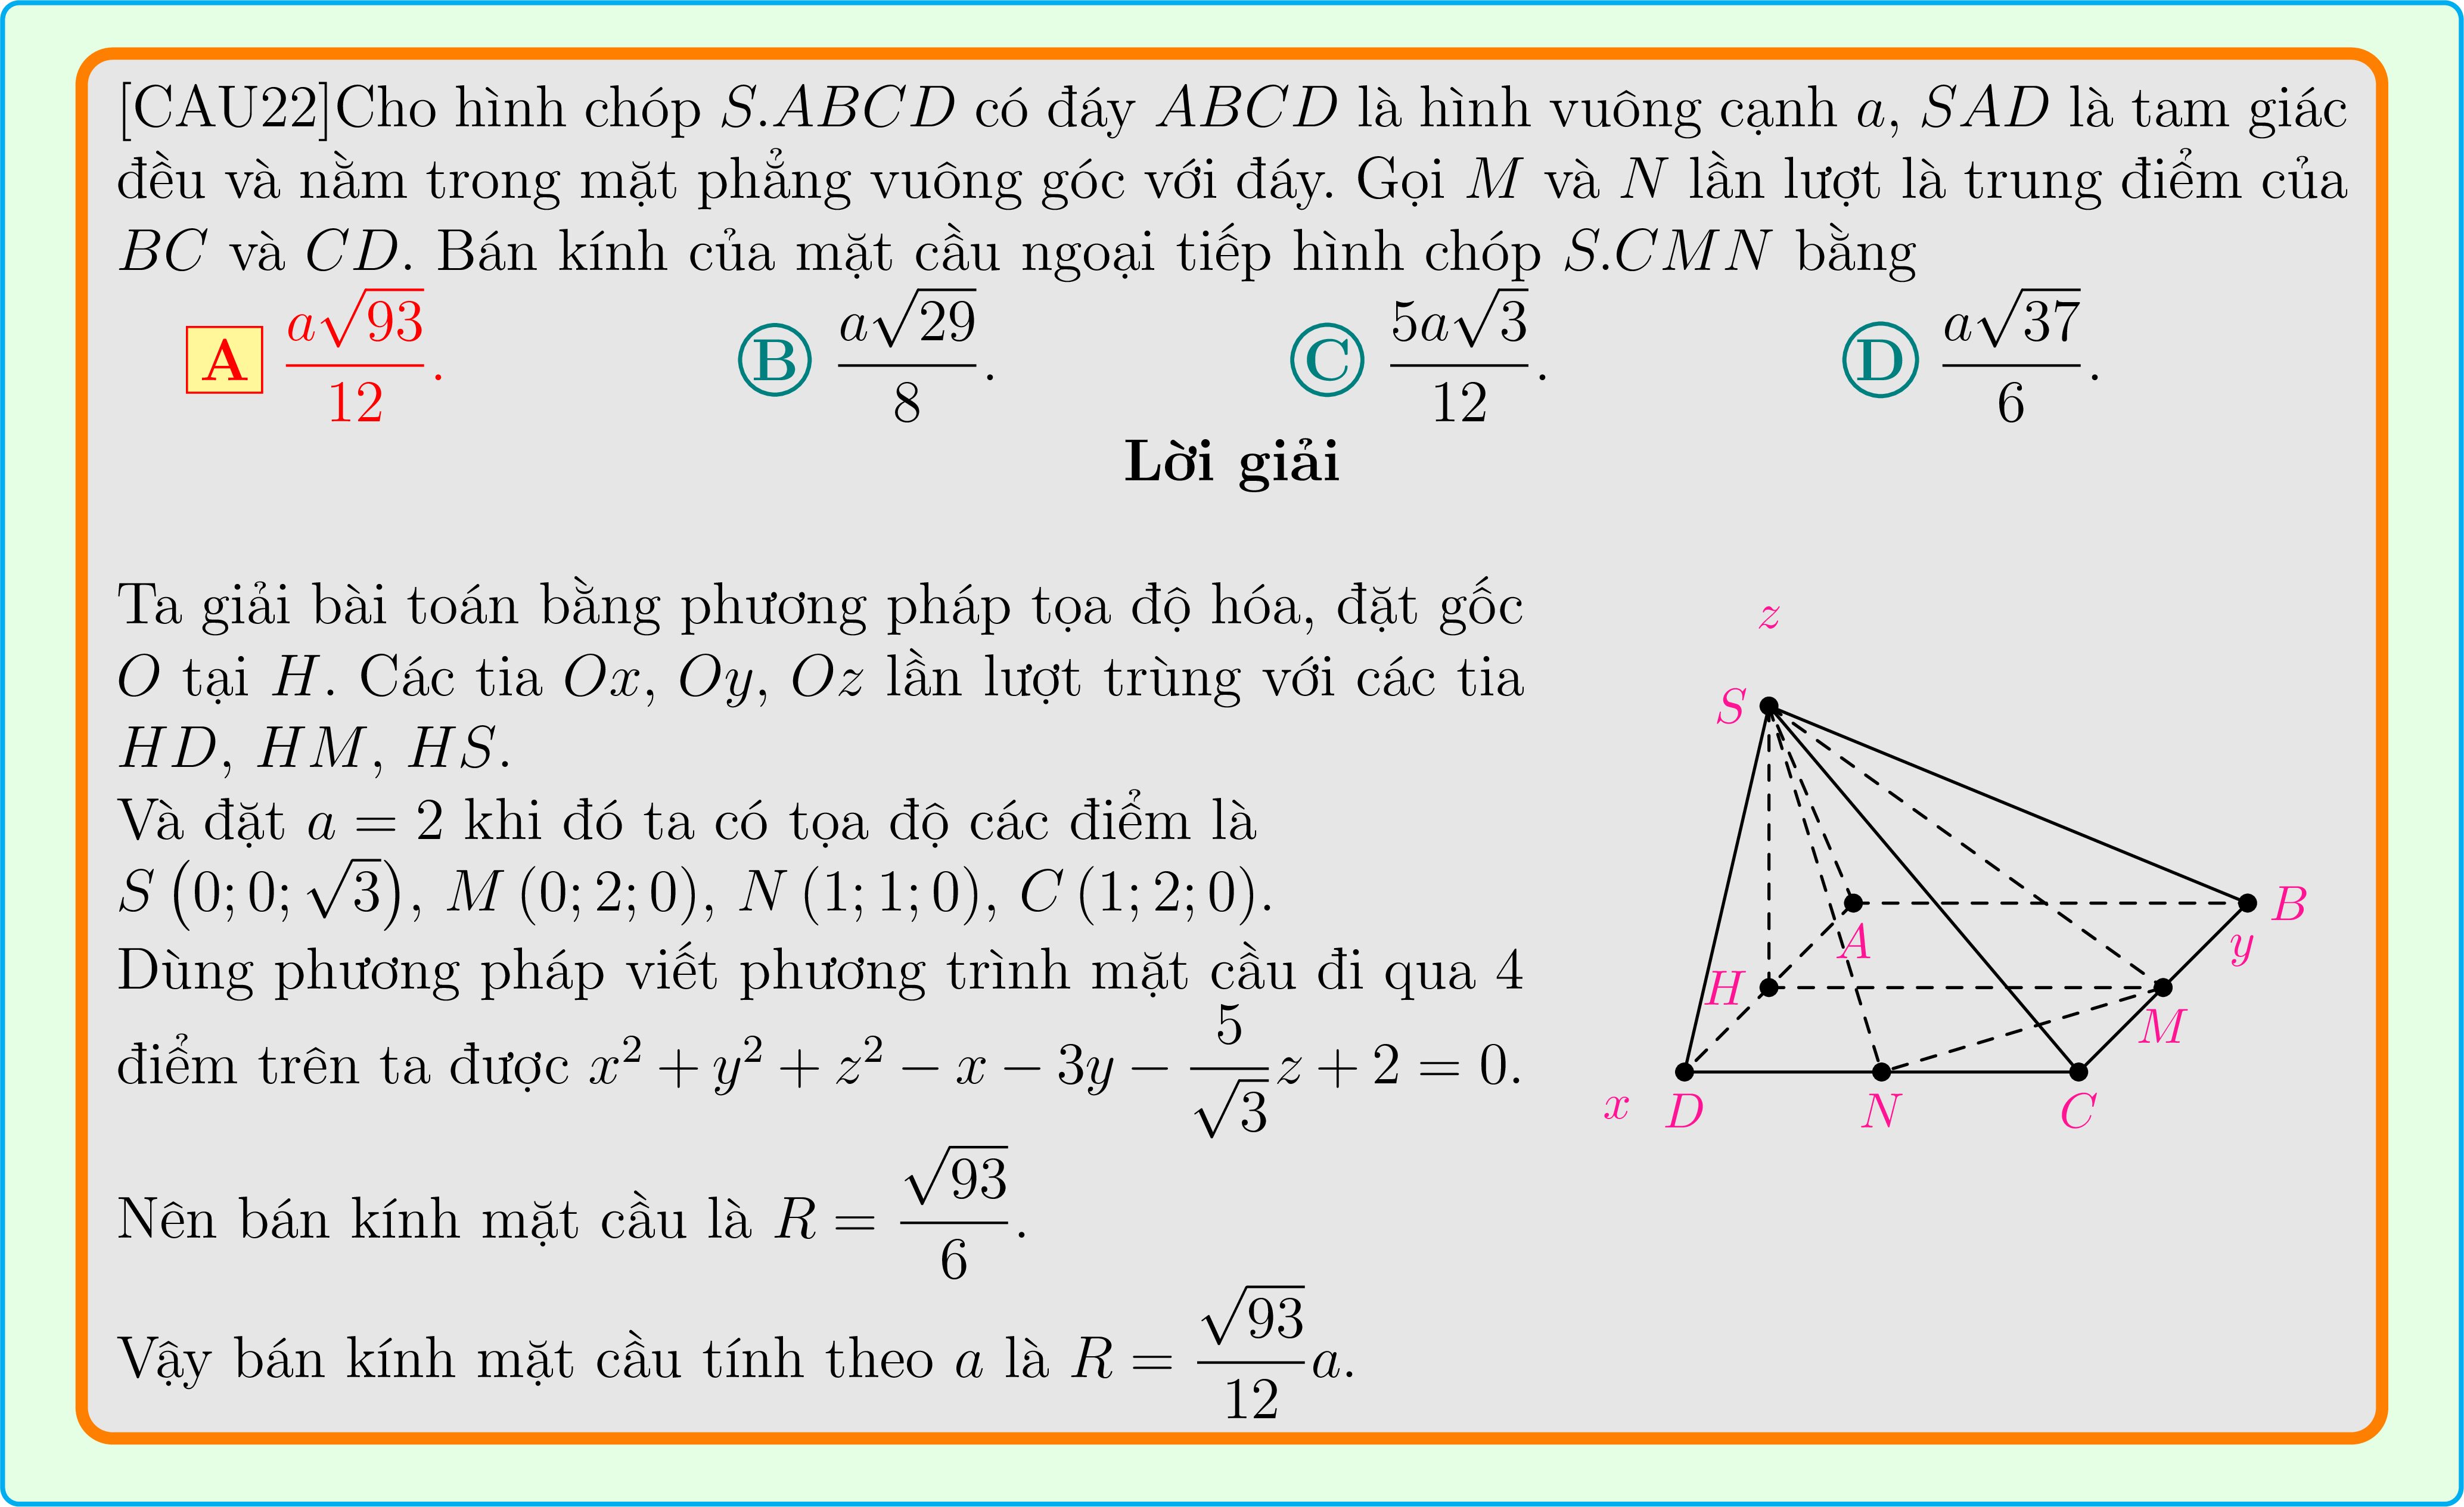 [CAU22]Cho hình chóp S.ABCD có đáy ABCD là hình vuông cạnh a, SAD là tam giác
đều và nằm trong mặt phẳng vuông góc với đáy. Gọi M và N lần lượt là trung điểm của
BC và CD. Bán kính của mặt cầu ngoại tiếp hình chóp S.CMN bằng
A \frac{a\sqrt{93}}{12}. B \frac{a\sqrt{29}}{8}. C \frac{5a\sqrt{3}}{12}. D \frac{a\sqrt{37}}{6}.
Lời giải
Ta giải bài toán bằng phương pháp tọa độ hóa, đặt gốc
O tại H. Các tia Ox, Oy, Oz lần lượt trùng với các tia
HD, HM, HS.
Và đặt a = 2 khi đó ta có tọa độ các điểm là
S (0; 0; √3), M (0; 2; 0), N (1; 1; 0), C (1; 2; 0).
Dùng phương pháp viết phương trình mặt cầu đi qua 4
điểm trên ta được x² + y² + z² − x − 3y − \frac{5}{\sqrt{3}}z + 2 = 0.
Nên bán kính mặt cầu là R = \frac{\sqrt{93}}{6}.
Vậy bán kính mặt cầu tính theo a là R = \frac{\sqrt{93}}{12}a.
z
S
B
y
A
H
M
x D N C